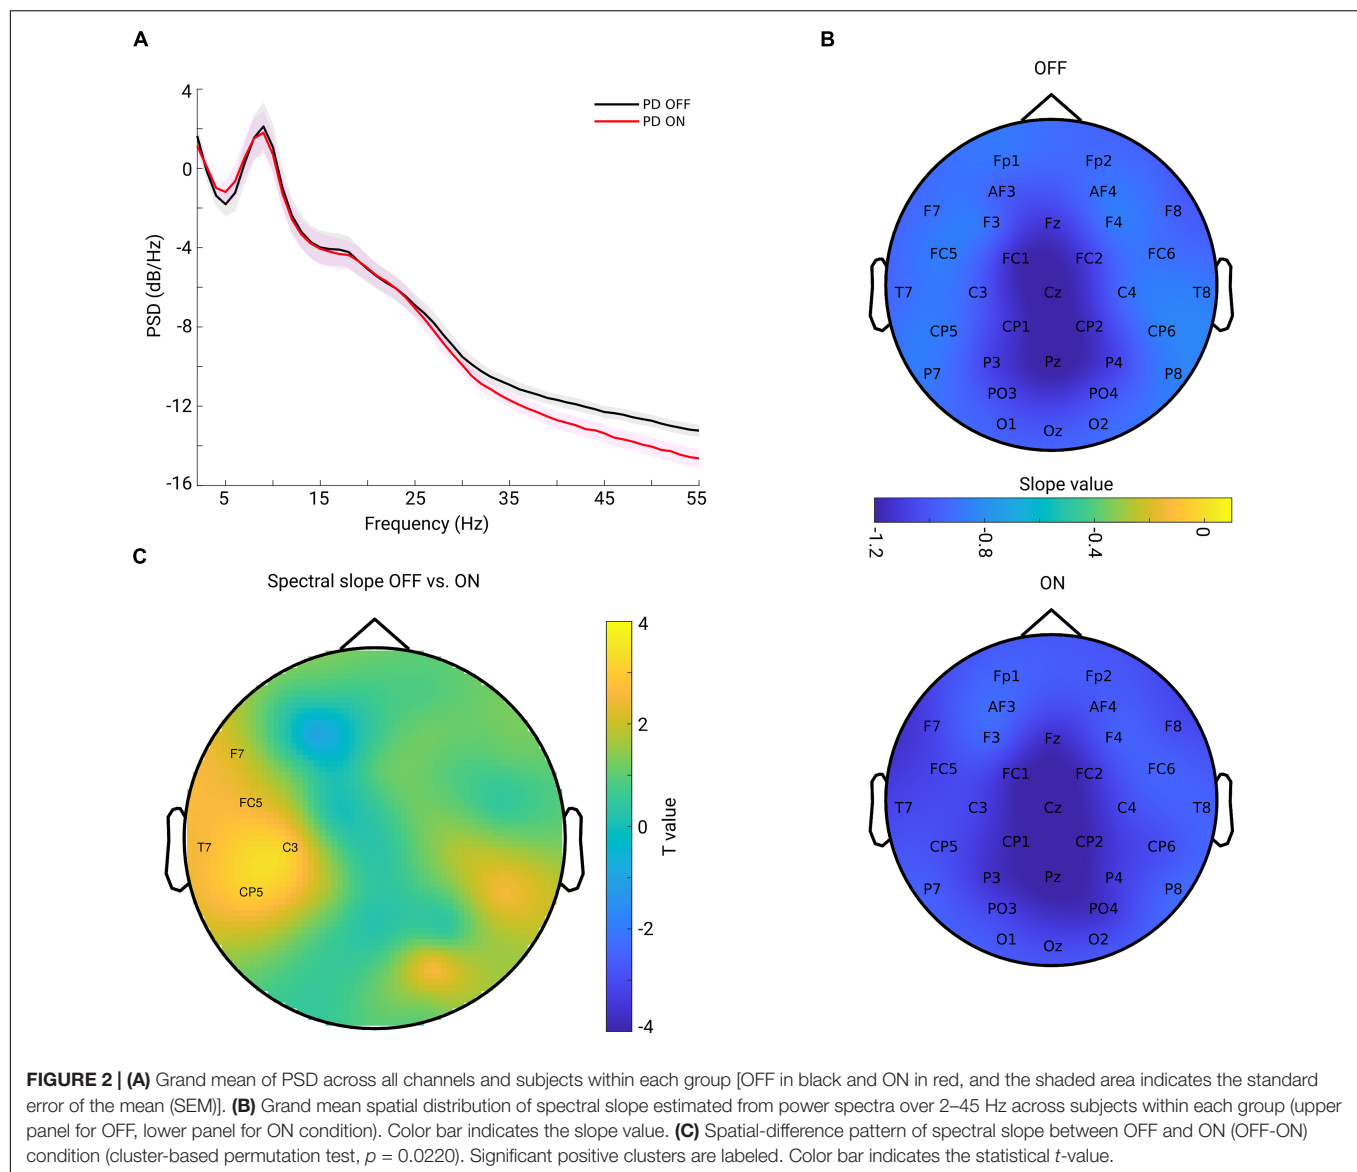 A
4
0
-4
-8
-12
-16
PSD (dB/Hz)
PD OFF
PD ON
5 15 25 35 45 55
Frequency (Hz)
B
OFF
Fp1 Fp2
AF3 AF4
F7 F3 Fz F4 F8
FC5 FC1 FC2 FC6
T7 C3 Cz C4 T8
CP5 CP1 CP2 CP6
P7 P3 Pz P4 P8
PO3 PO4
O1 Oz O2
Slope value
-1.2 -0.8 -0.4 0
ON
Fp1 Fp2
AF3 AF4
F7 F3 Fz F4 F8
FC5 FC1 FC2 FC6
T7 C3 Cz C4 T8
CP5 CP1 CP2 CP6
P7 P3 Pz P4 P8
PO3 PO4
O1 Oz O2
C
Spectral slope OFF vs. ON
F7
FC5
T7 C3
CP5
4
2
0
-2
-4
T value
FIGURE 2 | (A) Grand mean of PSD across all channels and subjects within each group [OFF in black and ON in red, and the shaded area indicates the standard
error of the mean (SEM)]. (B) Grand mean spatial distribution of spectral slope estimated from power spectra over 2–45 Hz across subjects within each group (upper
panel for OFF, lower panel for ON condition). Color bar indicates the slope value. (C) Spatial-difference pattern of spectral slope between OFF and ON (OFF-ON)
condition (cluster-based permutation test, p = 0.0220). Significant positive clusters are labeled. Color bar indicates the statistical t-value.